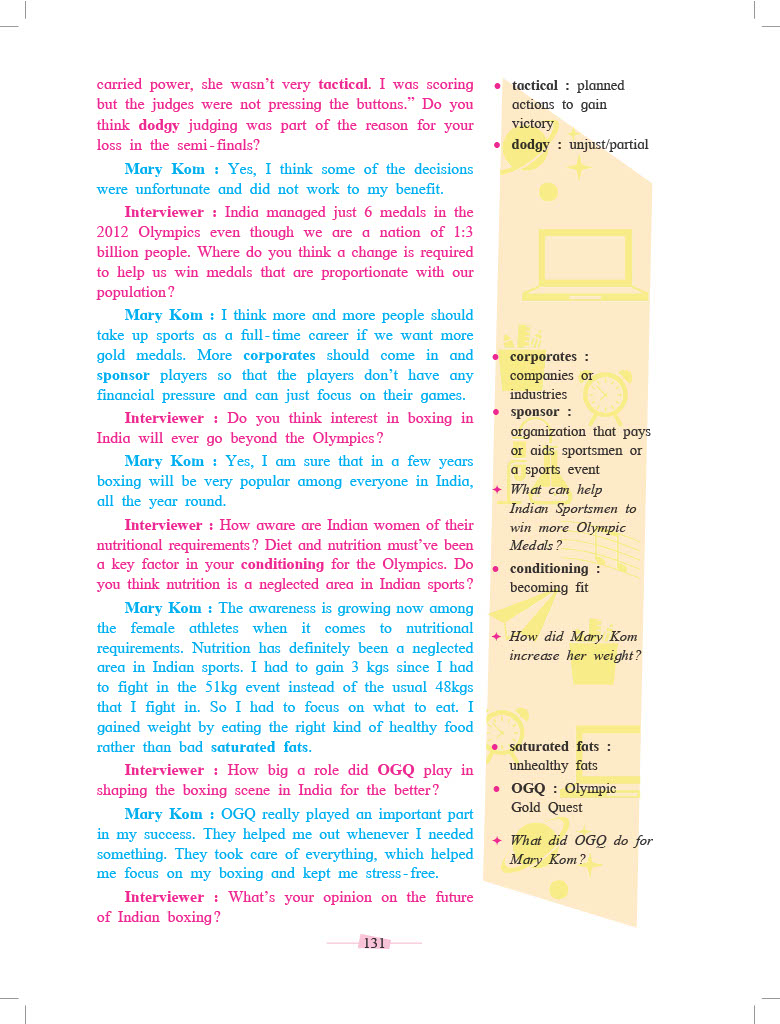 carried power, she wasn't very tactical. I was scoring
but the judges were not pressing the buttons.” Do you
think dodgy judging was part of the reason for your
loss in the semi-finals?
Mary Kom : Yes, I think some of the decisions
were unfortunate and did not work to my benefit.
Interviewer : India managed just 6 medals in the
2012 Olympics even though we are a nation of 1:3
billion people. Where do you think a change is required
to help us win medals that are proportionate with our
population?
Mary Kom : I think more and more people should
take up sports as a full-time career if we want more
gold medals. More corporates should come in and
sponsor players so that the players don't have any
financial pressure and can just focus on their games.
Interviewer : Do you think interest in boxing in
India will ever go beyond the Olympics?
Mary Kom : Yes, I am sure that in a few years
boxing will be very popular among everyone in India,
all the year round.
Interviewer : How aware are Indian women of their
nutritional requirements? Diet and nutrition must've been
a key factor in your conditioning for the Olympics. Do
you think nutrition is a neglected area in Indian sports?
Mary Kom : The awareness is growing now among
the female athletes when it comes to nutritional
requirements. Nutrition has definitely been a neglected
area in Indian sports. I had to gain 3 kgs since I had
to fight in the 51kg event instead of the usual 48kgs
that I fight in. So I had to focus on what to eat. I
gained weight by eating the right kind of healthy food
rather than bad saturated fats.
Interviewer : How big a role did OGQ play in
shaping the boxing scene in India for the better?
Mary Kom : OGQ really played an important part
in my success. They helped me out whenever I needed
something. They took care of everything, which helped
me focus on my boxing and kept me stress-free.
Interviewer : What's your opinion on the future
of Indian boxing?
• tactical : planned
actions to gain
victory
• dodgy : unjust/partial
• corporates :
companies or
industries
• sponsor :
organization that pays
or aids sportsmen or
a sports event
✦ What can help
Indian Sportsmen to
win more Olympic
Medals?
• conditioning :
becoming fit
✦ How did Mary Kom
increase her weight?
• saturated fats :
unhealthy fats
• OGQ : Olympic
Gold Quest
✦ What did OGQ do for
Mary Kom?
131